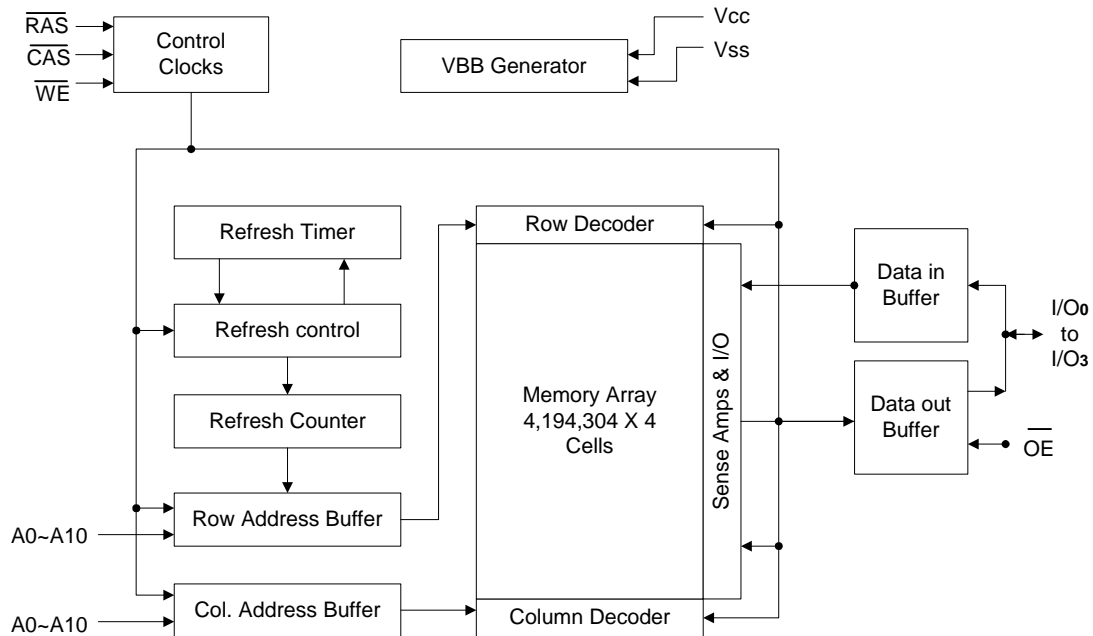 RAS
CAS
WE
Control
Clocks
VBB Generator
Vcc
Vss
Refresh Timer
Refresh control
Refresh Counter
Row Address Buffer
A0~A10
Col. Address Buffer
A0~A10
Row Decoder
Memory Array
4,194,304 X 4
Cells
Sense Amps & I/O
Column Decoder
Data in
Buffer
Data out
Buffer
I/O0
to
I/O3
OE